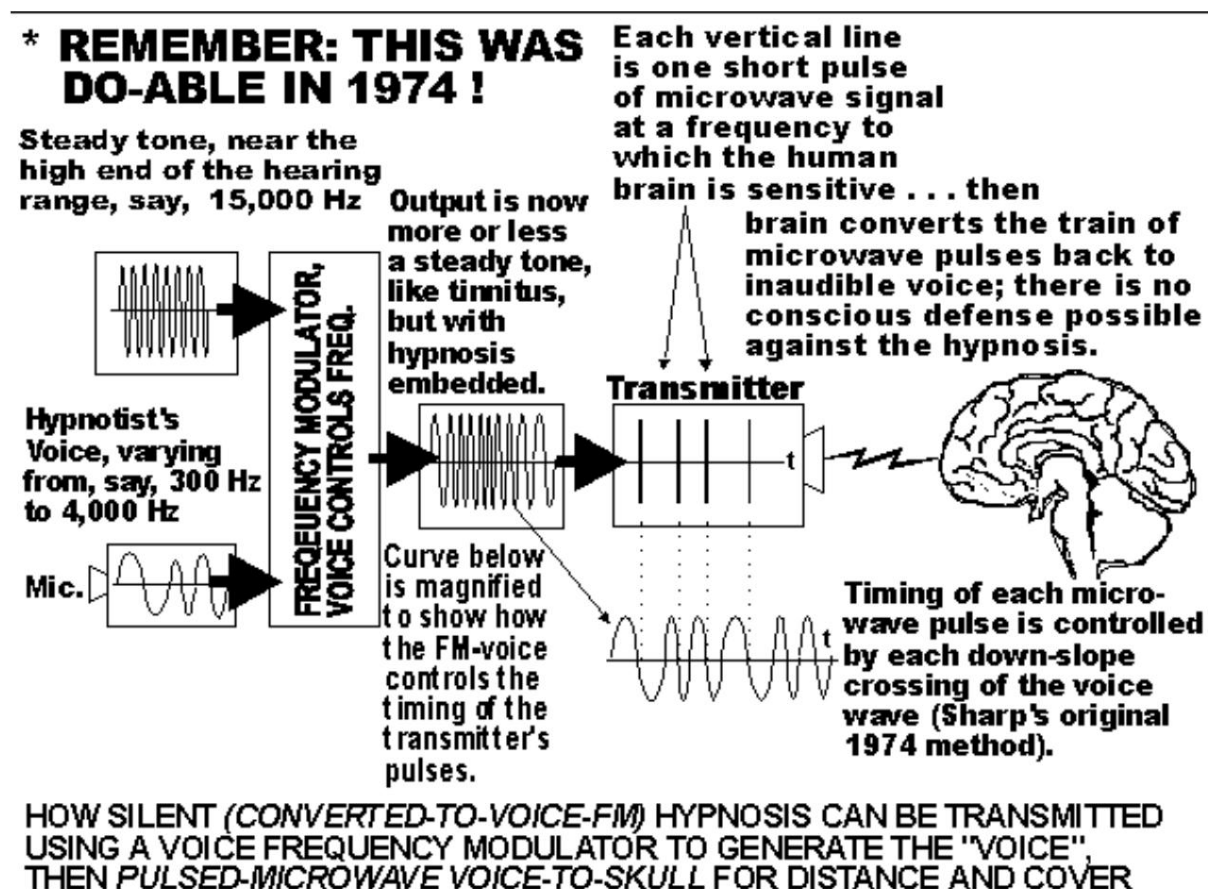 * REMEMBER: THIS WAS
DO-ABLE IN 1974 !
Steady tone, near the
high end of the hearing
range, say, 15,000 Hz
Each vertical line
is one short pulse
of microwave signal
at a frequency to
which the human
brain is sensitive . . . then
brain converts the train of
microwave pulses back to
inaudible voice; there is no
conscious defense possible
against the hypnosis.
Output is now
more or less
a steady tone,
like tinnitus,
but with
hypnosis
embedded.
FREQEUENCY MODULATOR,
VOICE CONTROLS FREQ.
Transmitter
t
Hypnotist's
Voice, varying
from, say, 300 Hz
to 4,000 Hz
Mic.
Curve below
is magnified
to show how
the FM-voice
controls the
timing of the
transmitter's
pulses.
t
Timing of each micro-
wave pulse is controlled
by each down-slope
crossing of the voice
wave (Sharp's original
1974 method).
HOW SILENT (CONVERTED-TO-VOICE-FM) HYPNOSIS CAN BE TRANSMITTED
USING A VOICE FREQUENCY MODULATOR TO GENERATE THE "VOICE",
THEN PULSED-MICROWAVE VOICE-TO-SKULL FOR DISTANCE AND COVER